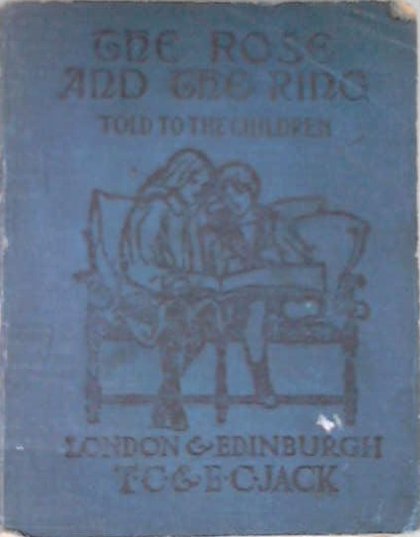 THE ROSE
AND THE RING
TOLD TO THE CHILDREN
LONDON & EDINBURGH
T·C·&·E·C·JACK